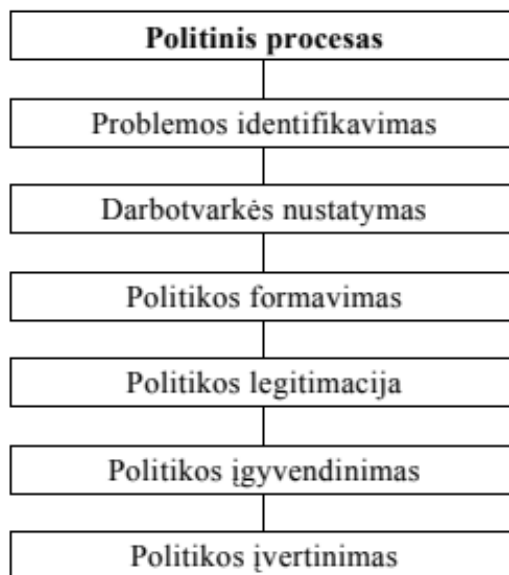 Politinis procesas
Problemos identifikavimas
Darbotvarkės nustatymas
Politikos formavimas
Politikos legitimacija
Politikos įgyvendinimas
Politikos įvertinimas